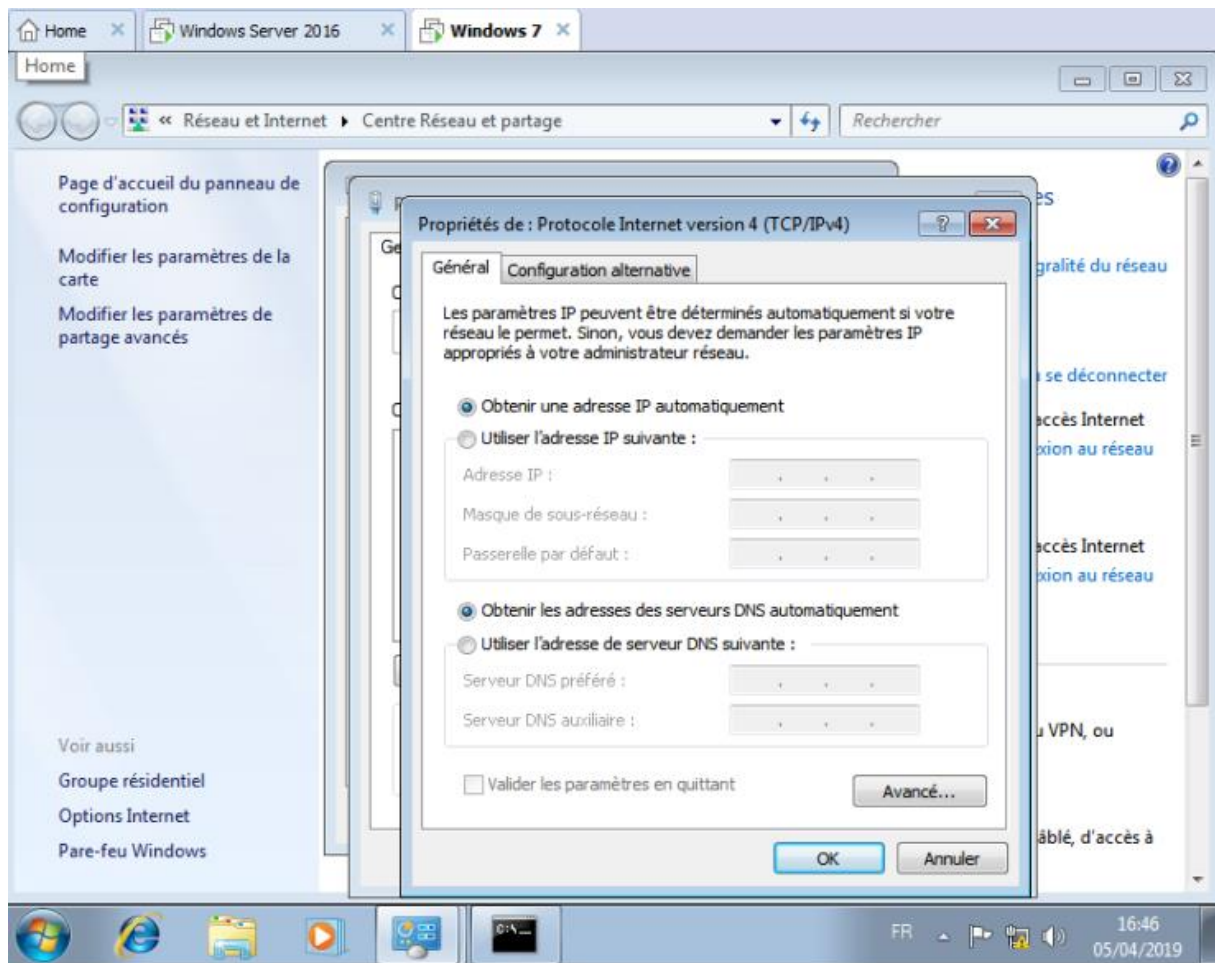 Home
Windows Server 2016
Windows 7
Home
« Réseau et Internet
Centre Réseau et partage
Rechercher
Page d'accueil du panneau de
configuration
Modifier les paramètres de la
carte
Modifier les paramètres de
partage avancés
Voir aussi
Groupe résidentiel
Options Internet
Pare-feu Windows
Propriétés de : Protocole Internet version 4 (TCP/IPv4)
Général
Configuration alternative
Les paramètres IP peuvent être déterminés automatiquement si votre
réseau le permet. Sinon, vous devez demander les paramètres IP
appropriés à votre administrateur réseau.
Obtenir une adresse IP automatiquement
Utiliser l'adresse IP suivante :
Adresse IP :
Masque de sous-réseau :
Passerelle par défaut :
Obtenir les adresses des serveurs DNS automatiquement
Utiliser l'adresse de serveur DNS suivante :
Serveur DNS préféré :
Serveur DNS auxiliaire :
Valider les paramètres en quittant
Avancé...
OK
Annuler
es
gralité du réseau
se déconnecter
accès Internet
xion au réseau
accès Internet
xion au réseau
VPN, ou
âblé, d'accès à
FR
16:46
05/04/2019